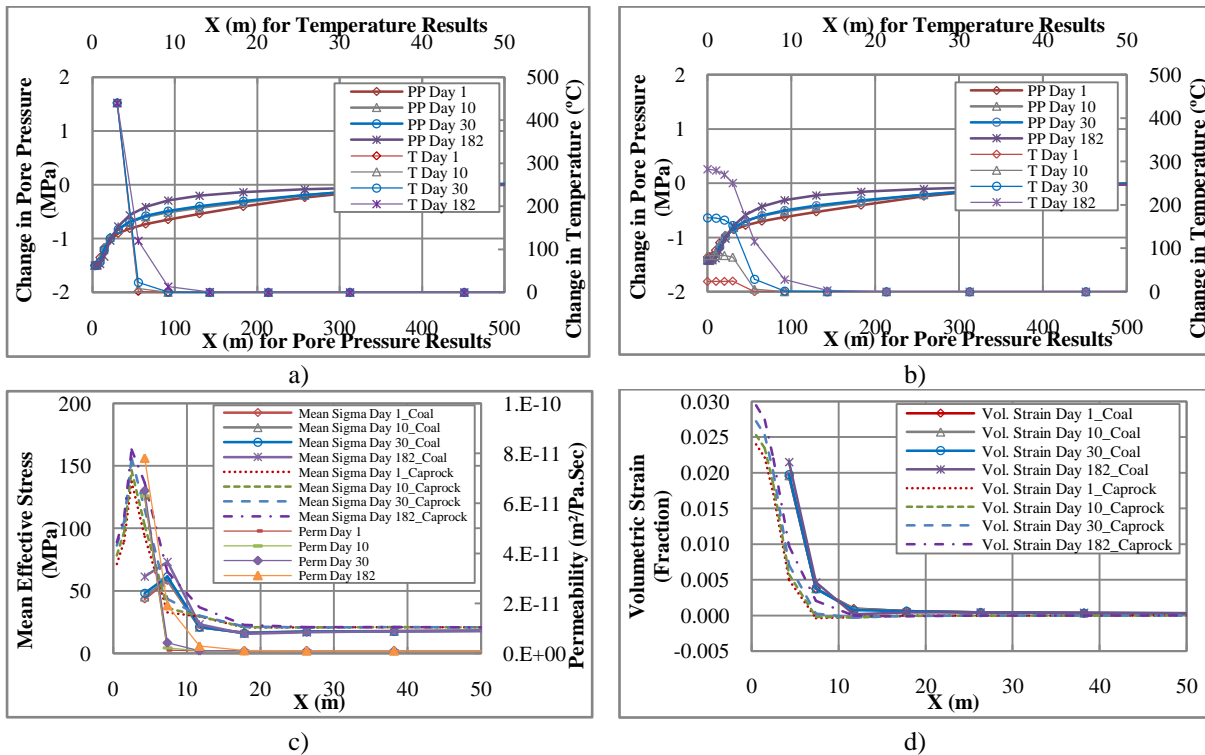 X (m) for Temperature Results
0 10 20 30 40 50
Change in Pore Pressure (MPa)
2
1
0
-1
-2
PP Day 1
PP Day 10
PP Day 30
PP Day 182
T Day 1
T Day 10
T Day 30
T Day 182
500
400
300
200
100
0
Change in Temperature (ºC)
0 100 200 300 400 500
X (m) for Pore Pressure Results
a)
X (m) for Temperature Results
0 10 20 30 40 50
Change in Pore Pressure (MPa)
2
1
0
-1
-2
PP Day 1
PP Day 10
PP Day 30
PP Day 182
T Day 1
T Day 10
T Day 30
T Day 182
500
400
300
200
100
0
Change in Temperature (ºC)
0 100 200 300 400 500
X (m) for Pore Pressure Results
b)
Mean Effective Stress (MPa)
200
150
100
50
0
Mean Sigma Day 1_Coal
Mean Sigma Day 10_Coal
Mean Sigma Day 30_Coal
Mean Sigma Day 182_Coal
Mean Sigma Day 1_Caprock
Mean Sigma Day 10_Caprock
Mean Sigma Day 30_Caprock
Mean Sigma Day 182_Caprock
Perm Day 1
Perm Day 10
Perm Day 30
Perm Day 182
1.E-10
8.E-11
6.E-11
4.E-11
2.E-11
0.E+00
Permeability (m²/Pa.Sec)
0 10 20 30 40 50
X (m)
c)
Volumetric Strain (Fraction)
0.030
0.025
0.020
0.015
0.010
0.005
0.000
-0.005
Vol. Strain Day 1_Coal
Vol. Strain Day 10_Coal
Vol. Strain Day 30_Coal
Vol. Strain Day 182_Coal
Vol. Strain Day 1_Caprock
Vol. Strain Day 10_Caprock
Vol. Strain Day 30_Caprock
Vol. Strain Day 182_Caprock
0 10 20 30 40 50
X (m)
d)